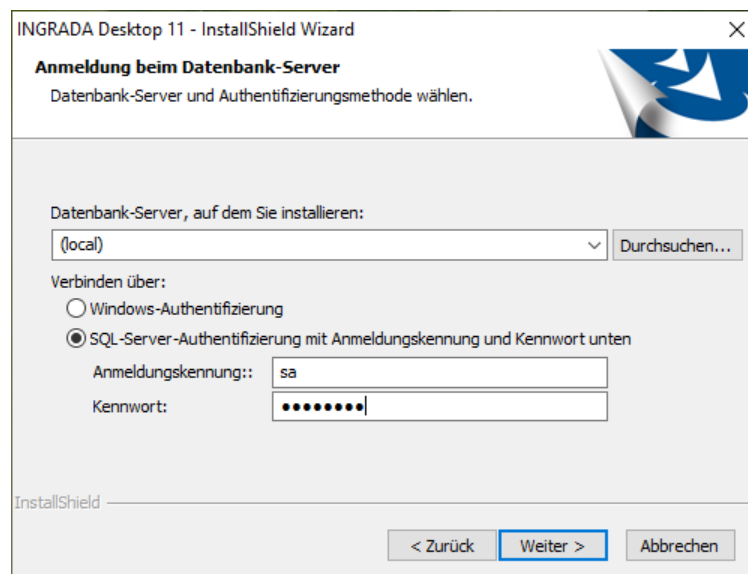 INGRADA Desktop 11 - InstallShield Wizard
Anmeldung beim Datenbank-Server
Datenbank-Server und Authentifizierungsmethode wählen.
Datenbank-Server, auf dem Sie installieren:
(local)
Durchsuchen...
Verbinden über:
Windows-Authentifizierung
SQL-Server-Authentifizierung mit Anmeldungskennung und Kennwort unten
Anmeldungskennung:: sa
Kennwort: ●●●●●●●●
InstallShield
< Zurück Weiter > Abbrechen